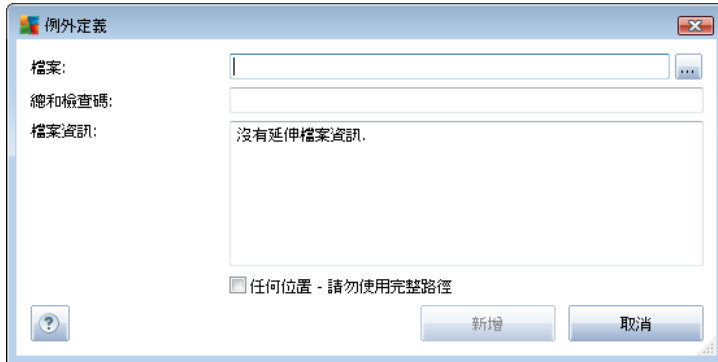 例外定義
檔案:
...
總和檢查碼:
檔案資訊:
沒有延伸檔案資訊.
任何位置 - 請勿使用完整路徑
?
新增
取消